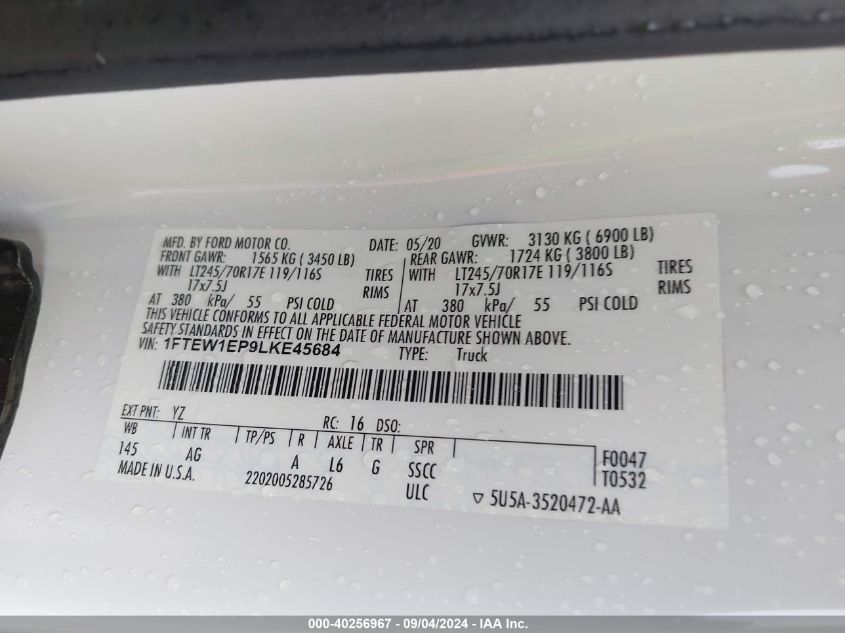 MFD. BY FORD MOTOR CO. DATE: 05/20 GVWR: 3130 KG ( 6900 LB)
FRONT GAWR: 1565 KG ( 3450 LB) REAR GAWR: 1724 KG ( 3800 LB)
WITH LT245/70R17E 119/116S TIRES WITH LT245/70R17E 119/116S TIRES
17x7.5J RIMS 17x7.5J RIMS
AT 380 kPa/ 55 PSI COLD AT 380 kPa/ 55 PSI COLD
THIS VEHICLE CONFORMS TO ALL APPLICABLE FEDERAL MOTOR VEHICLE
SAFETY STANDARD IN EFFECT ON THE DATE OF MANUFACTURE SHOWN ABOVE.
VIN: 1FTEW1EP9LKE45684 TYPE: Truck
EXT PNT: YZ RC: 16 DSO:
WB INT TR TP/PS R AXLE TR SPR
145 AG A L6 G SSCC F0047
MADE IN U.S.A. 2202005285726 ULC T0532
▽ 5U5A-3520472-AA
000-40256967 - 09/04/2024 - IAA Inc.